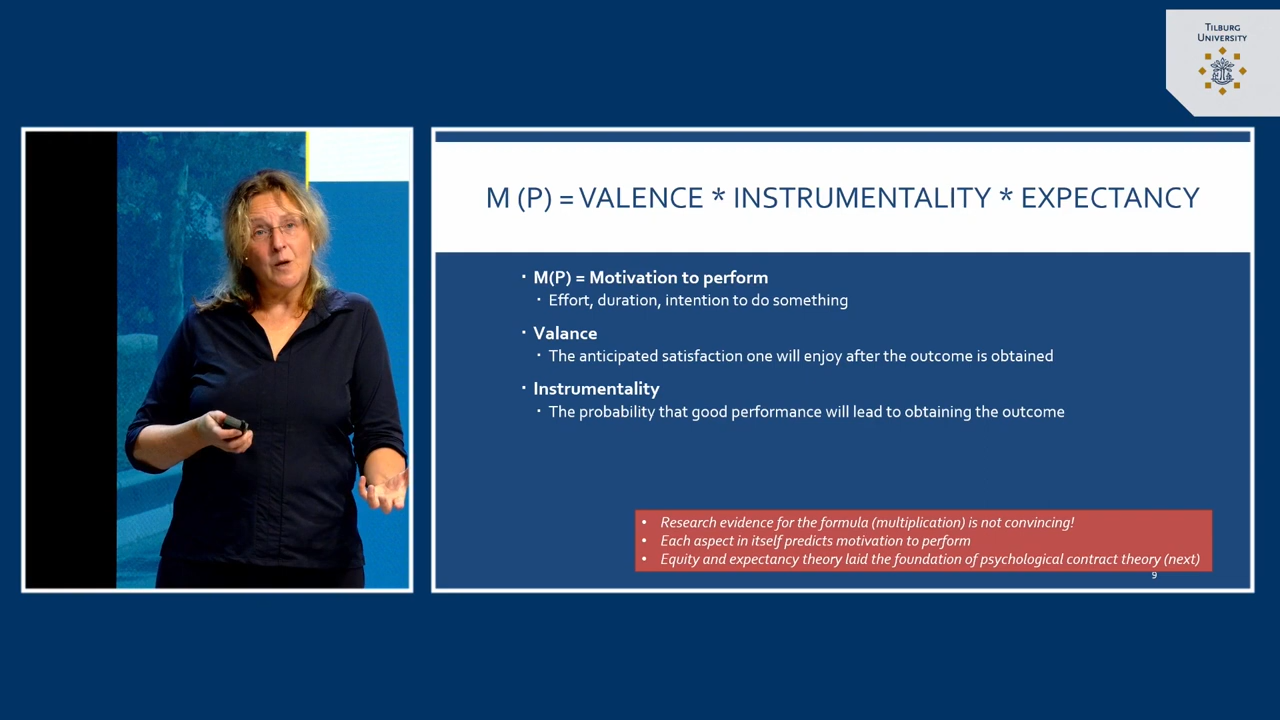 TILBURG
UNIVERSITY
M (P) = VALENCE * INSTRUMENTALITY * EXPECTANCY
▪ M(P) = Motivation to perform
▪ Effort, duration, intention to do something
▪ Valance
▪ The anticipated satisfaction one will enjoy after the outcome is obtained
▪ Instrumentality
▪ The probability that good performance will lead to obtaining the outcome
• Research evidence for the formula (multiplication) is not convincing!
• Each aspect in itself predicts motivation to perform
• Equity and expectancy theory laid the foundation of psychological contract theory (next)
9